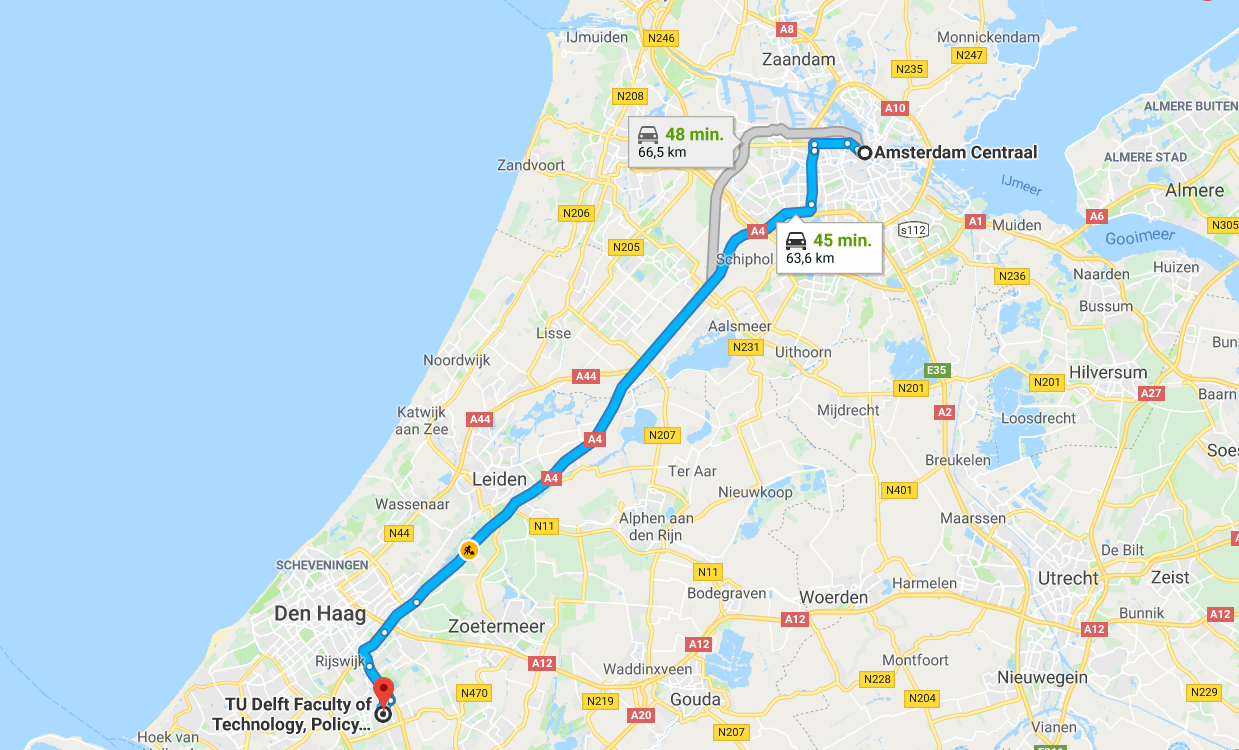 IJmuiden
N246
A8
Monnickendam
N247
Zaandam
N235
N208
A10
ALMERE BUITEN
48 min.
66,5 km
Amsterdam Centraal
Zandvoort
ALMERE STAD
IJmeer
Almere
N206
A1
A6
Muiden
N305
A4
s112
45 min.
63,6 km
Gooimeer
N205
Schiphol
Naarden
Huizen
N236
Bussum
Aalsmeer
Lisse
N231
Uithoorn
Bun
Noordwijk
A44
E35
Hilversum
N201
N201
A27
Baarn
Katwijk
aan Zee
A44
Mijdrecht
A2
Loosdrecht
A4
N207
Soes
Breukelen
Leiden
A4
Ter Aar
Nieuwkoop
N401
Wassenaar
N44
N11
Alphen aan
den Rijn
Maarssen
De Bilt
SCHEVENINGEN
N11
Bodegraven
Harmelen
Utrecht
Zeist
Woerden
Den Haag
Zoetermeer
A12
Bunnik
A12
A12
A12
Rijswijk
A12
Waddinxveen
Montfoort
Nieuwegein
N228
N470
N219
Gouda
N204
N229
TU Delft Faculty of
Technology, Policy...
A20
N207
Vianen
Hoek van